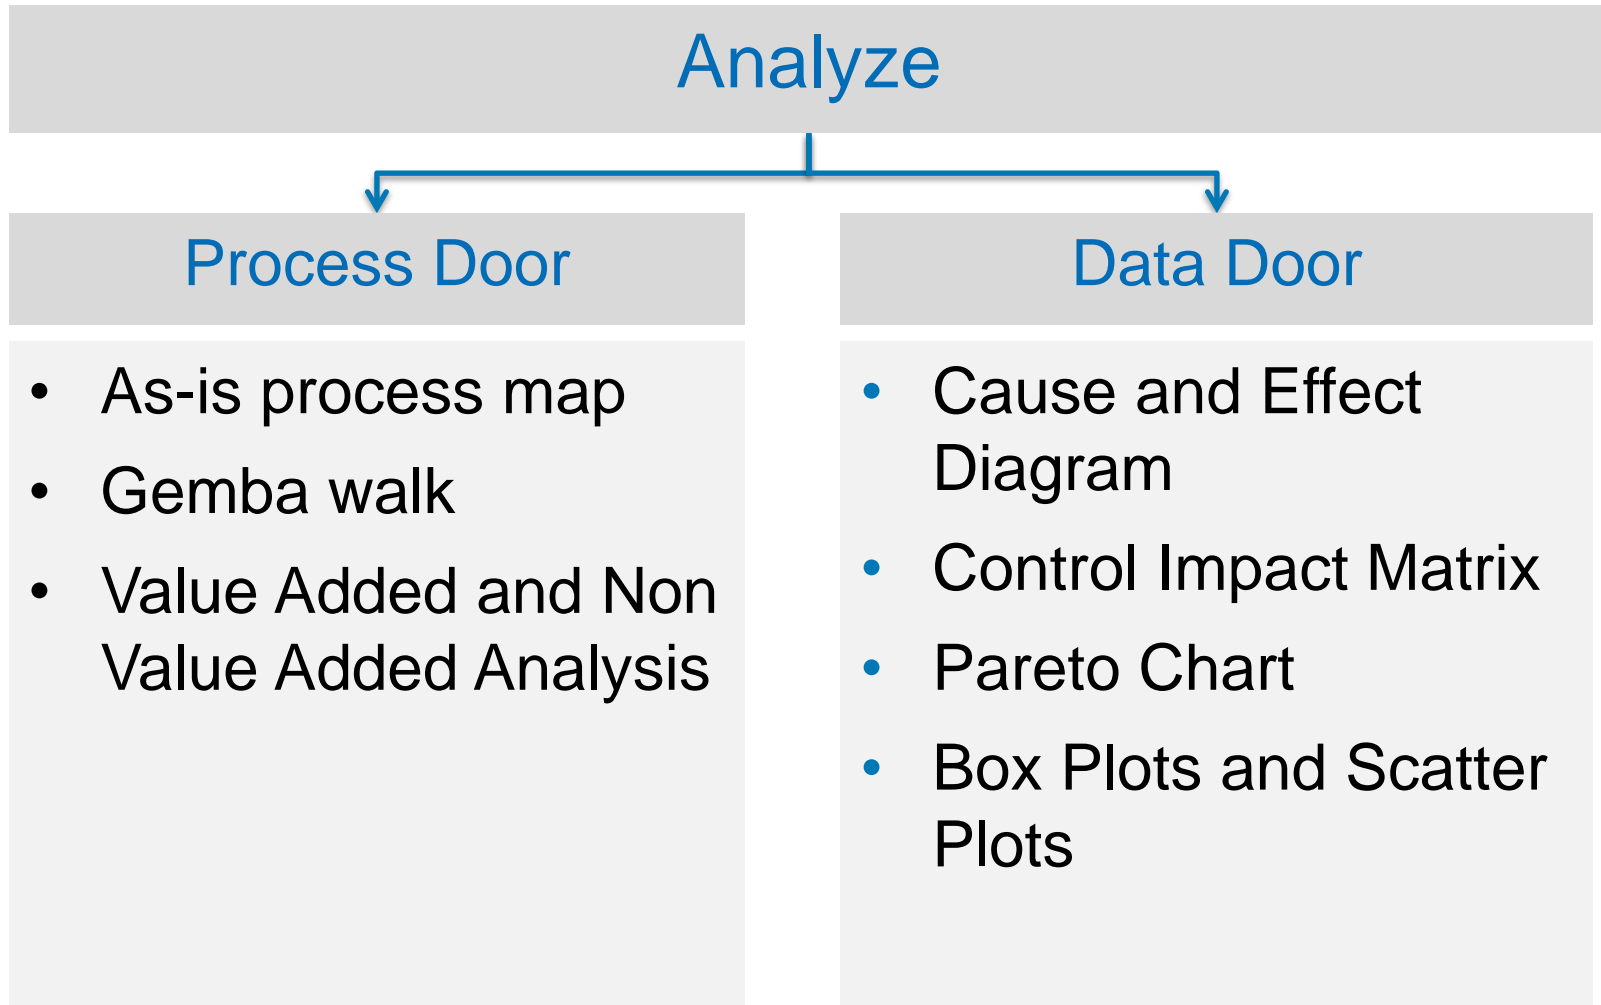 Analyze
Process Door
• As-is process map
• Gemba walk
• Value Added and Non
Value Added Analysis
Data Door
• Cause and Effect
Diagram
• Control Impact Matrix
• Pareto Chart
• Box Plots and Scatter
Plots